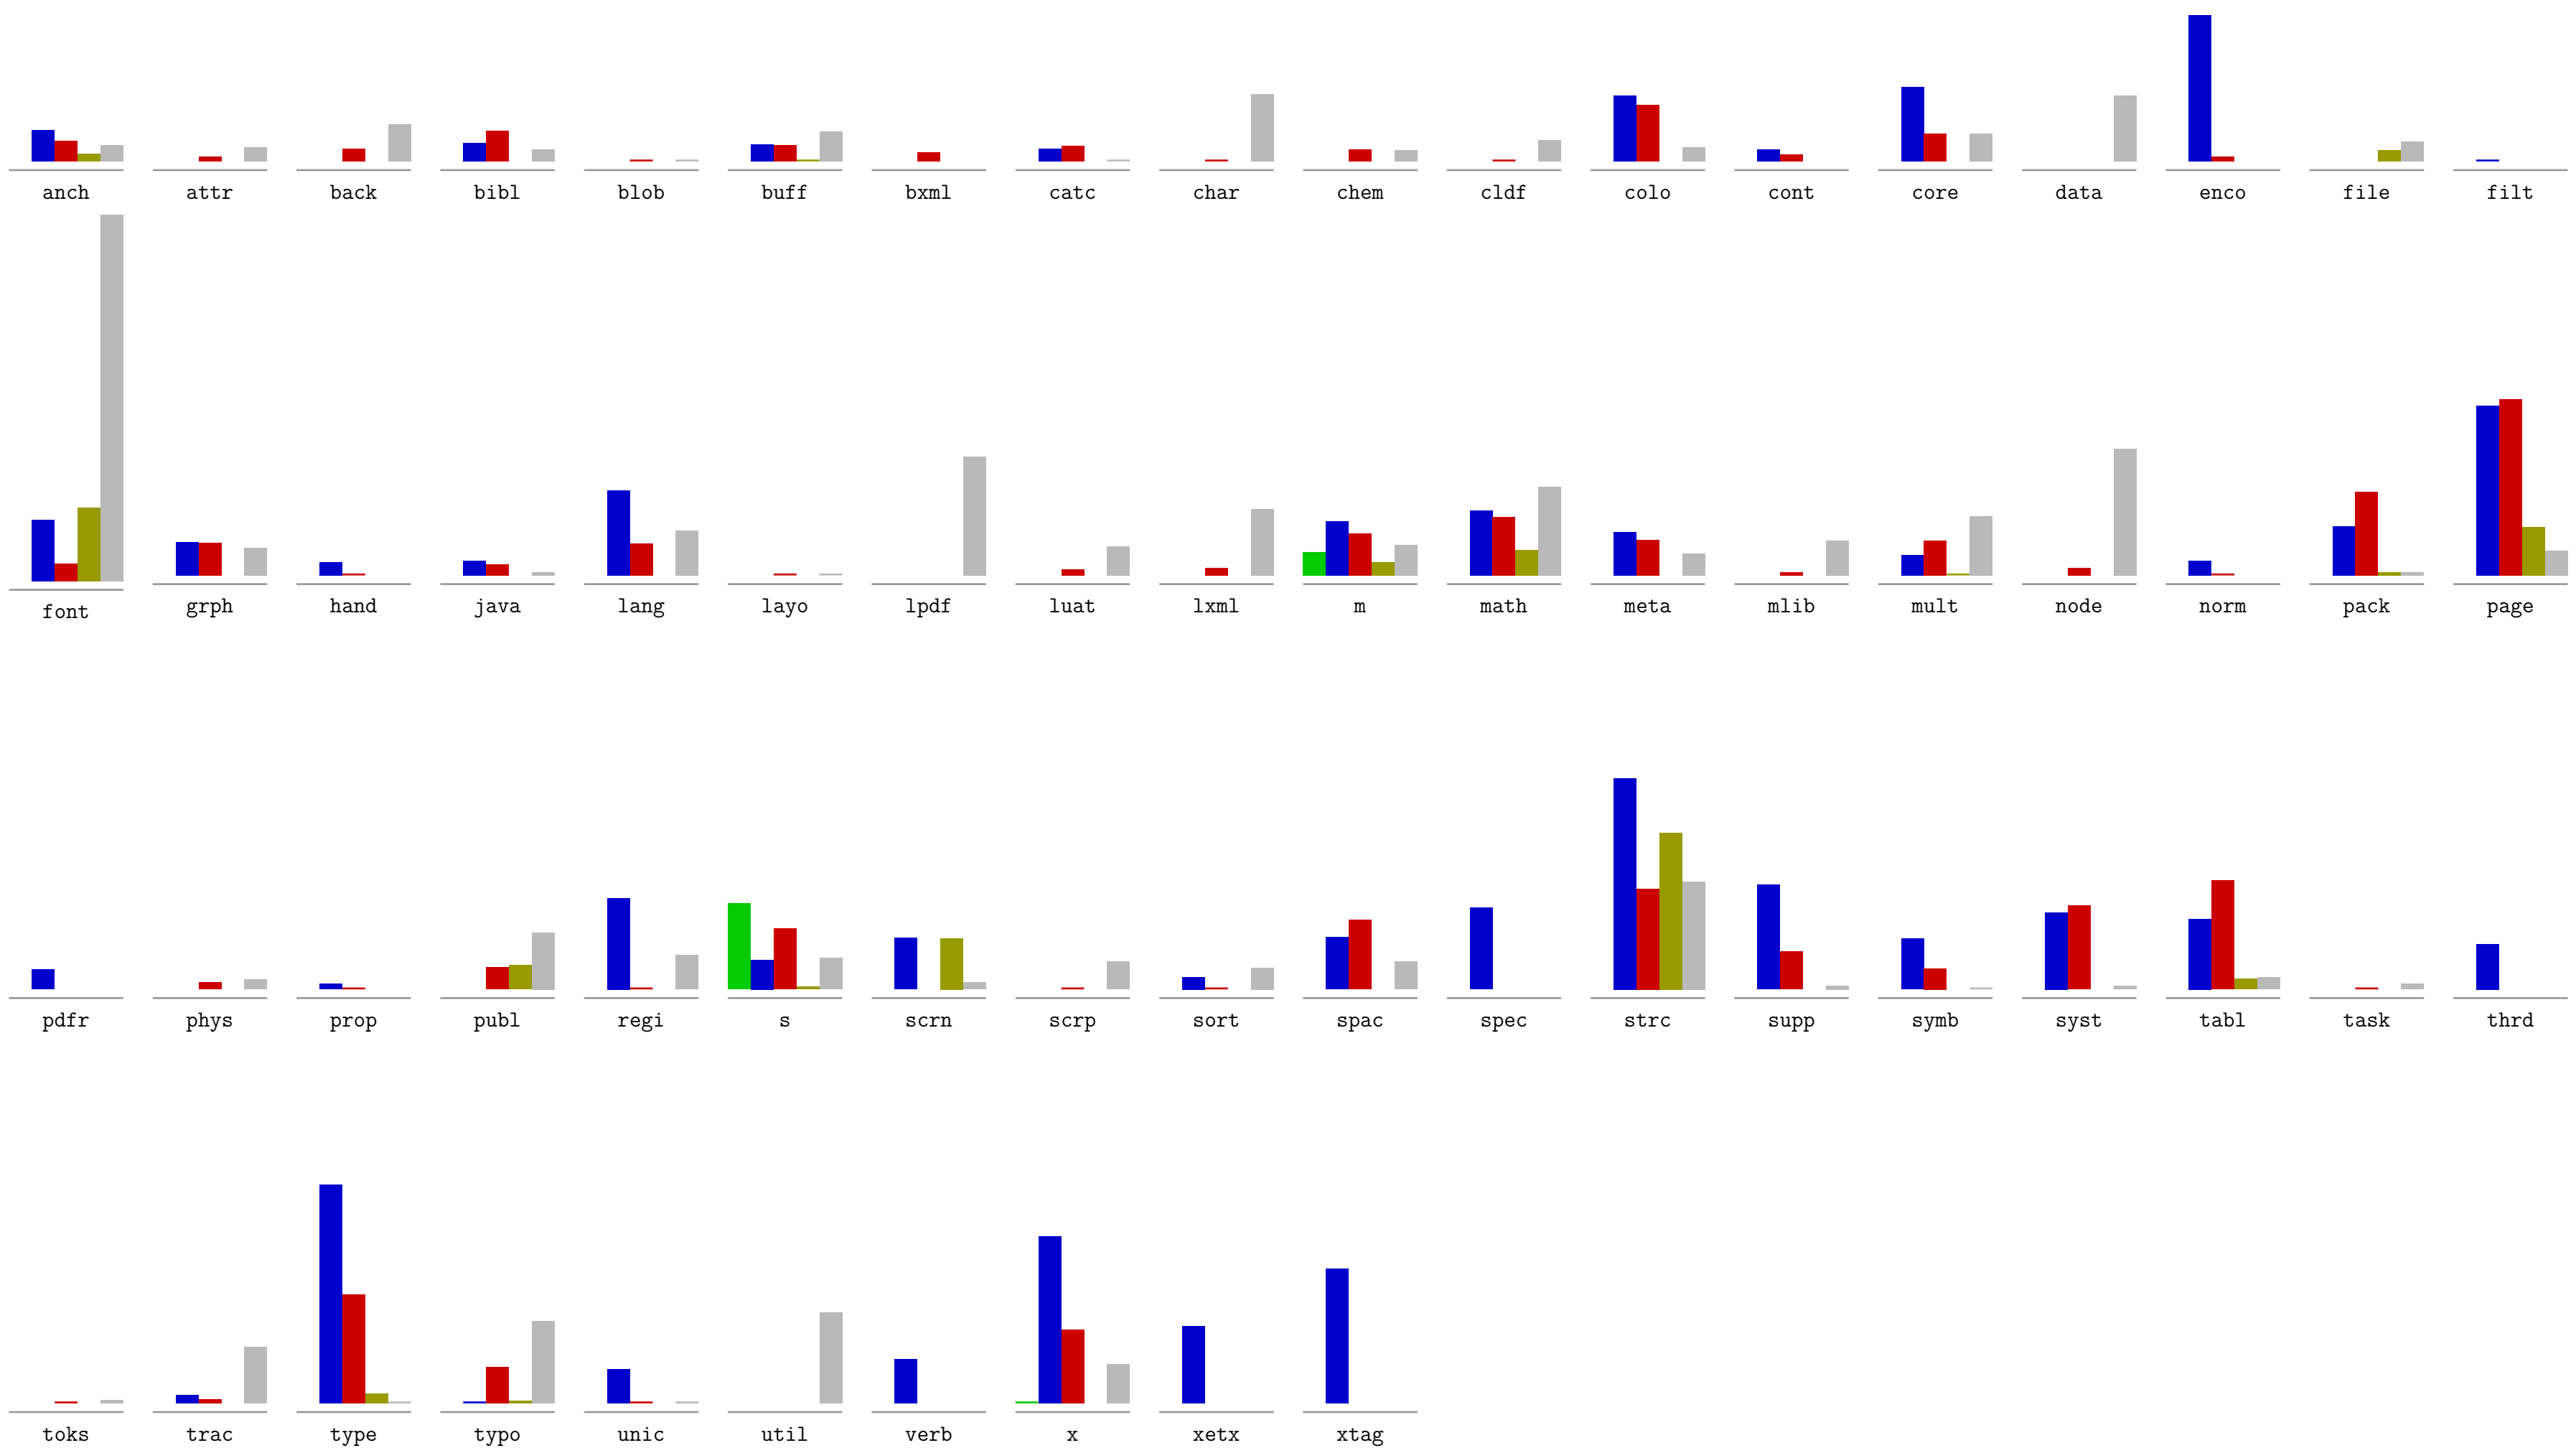 anch attr back bibl blob buff bxml catc char chem cldf colo cont core data enco file filt
font grph hand java lang layo lpdf luat lxml m math meta mlib mult node norm pack page
pdfr phys prop publ regi s scrn scrp sort spac spec strc supp symb syst tabl task thrd
toks trac type typo unic util verb x xetx xtag